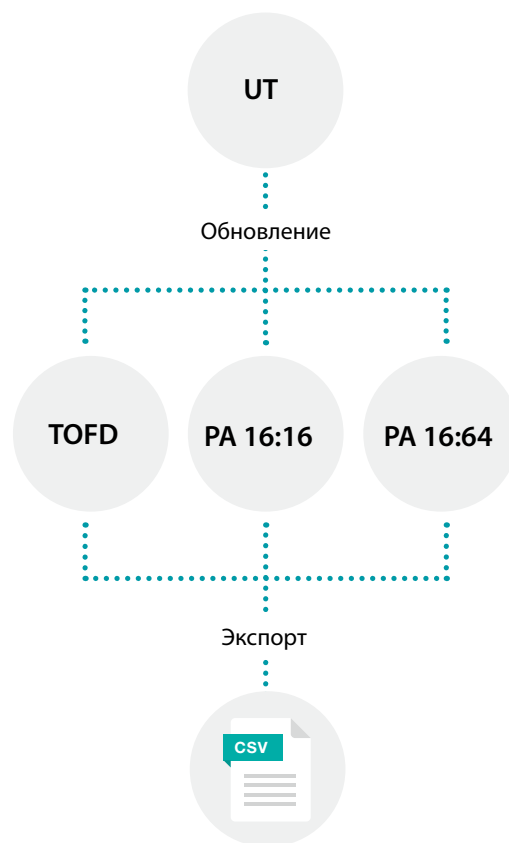 UT
Обновление
TOFD
PA 16:16
PA 16:64
Экспорт
CSV